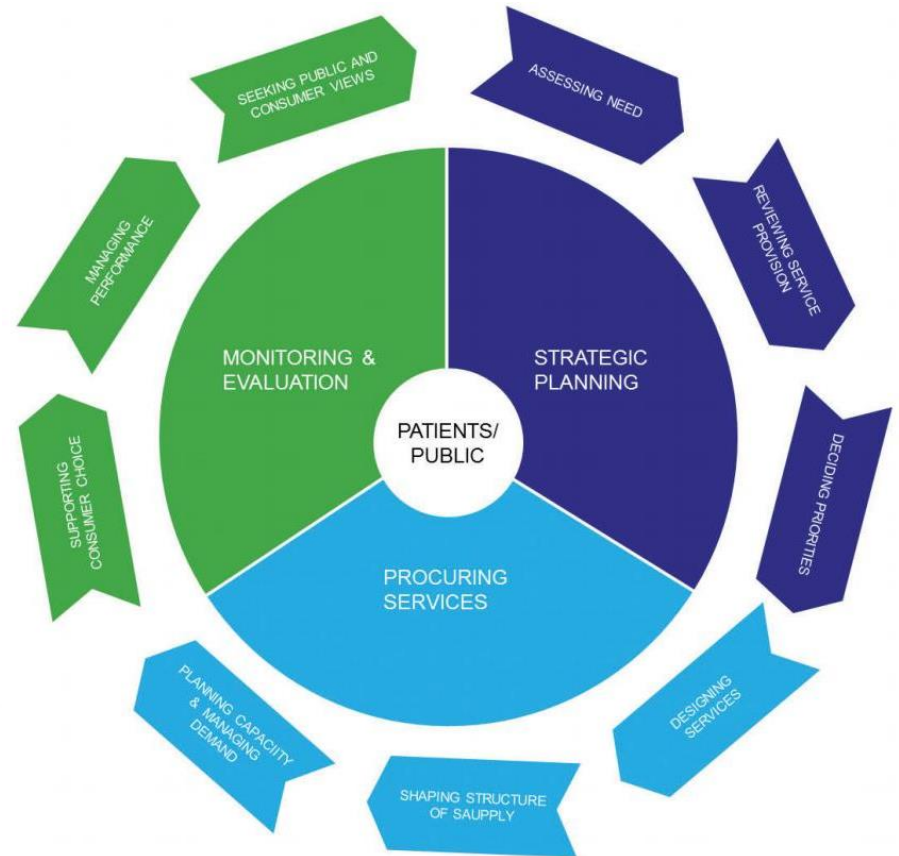 SEEKING PUBLIC AND
CONSUMER VIEWS
ASSESSING NEED
REVIEWING SERVICE
PROVISION
DECIDING PRIORITIES
DESIGNING
SERVICES
SHAPING STRUCTURE
OF SAUPPLY
PLANNING CAPACIITY
& MANAGING
DEMAND
SUPPORTING
CONSUMER CHOICE
MANAGING
PERFORMANCE
MONITORING &
EVALUATION
STRATEGIC
PLANNING
PATIENTS/
PUBLIC
PROCURING
SERVICES